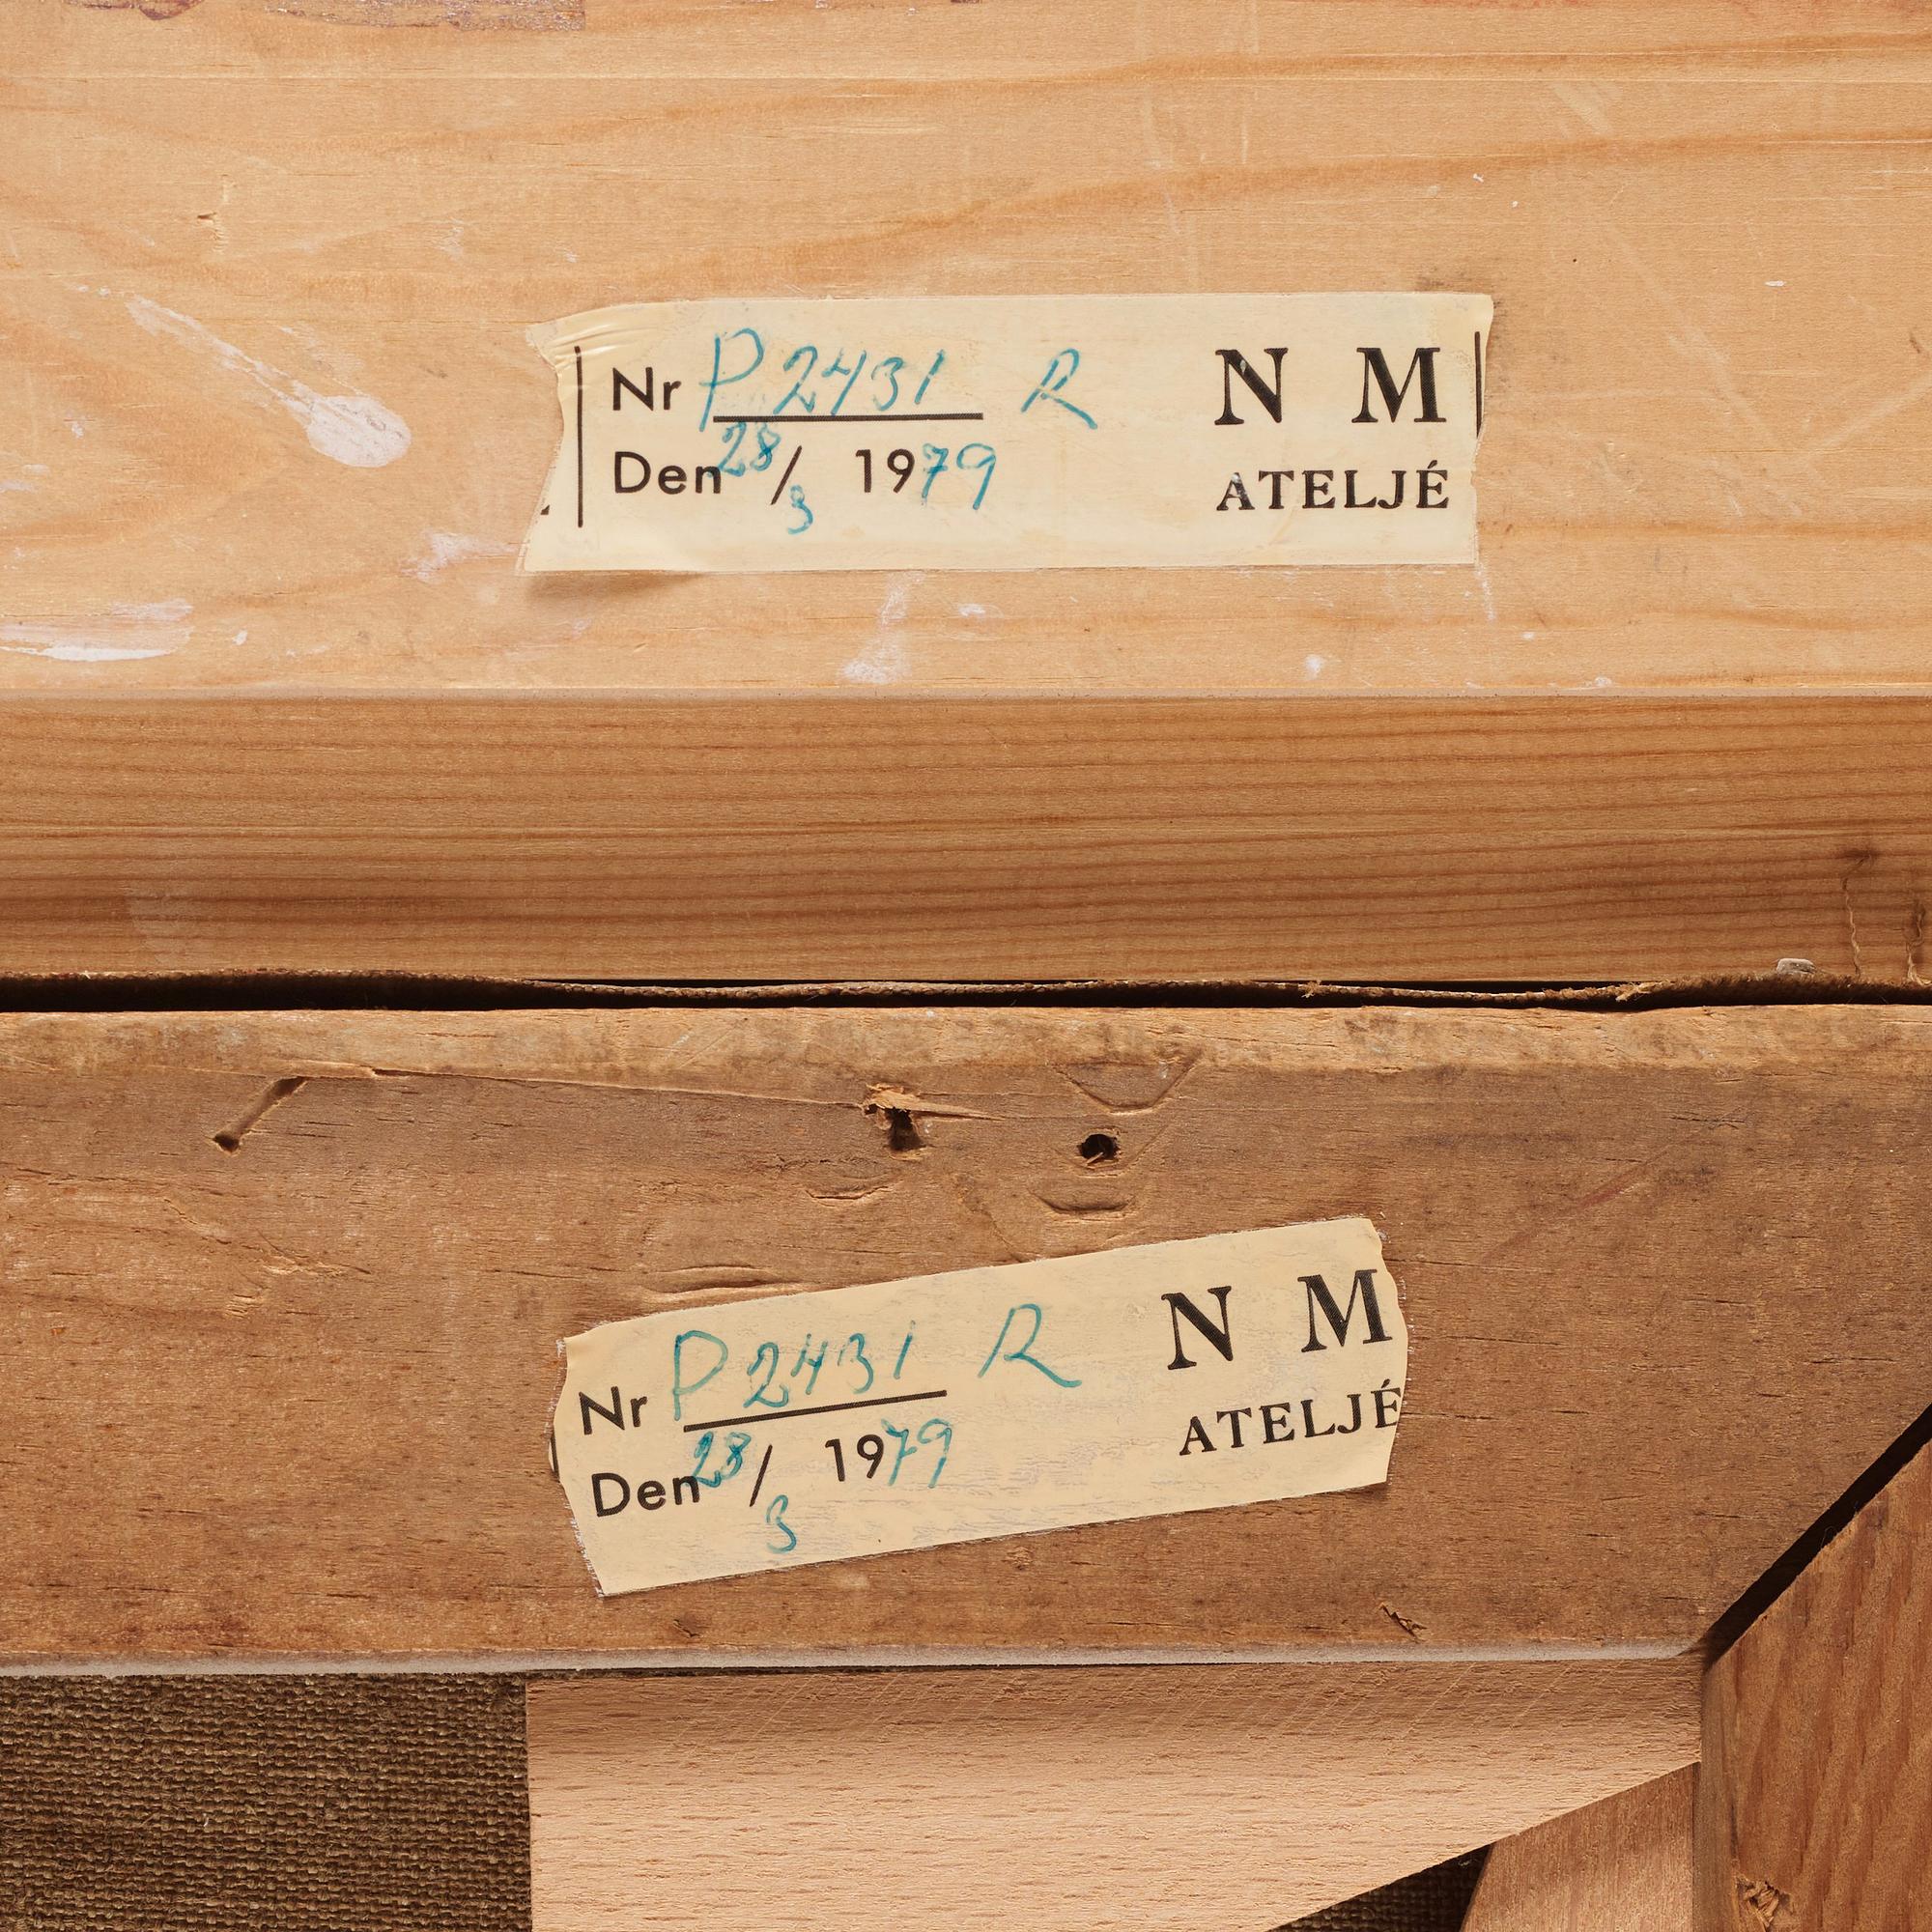 Nr P2431 R N M
Den 28/3 1979 ATELJÉ
Nr P2431 R N M
Den 28/3 1979 ATELJÉ